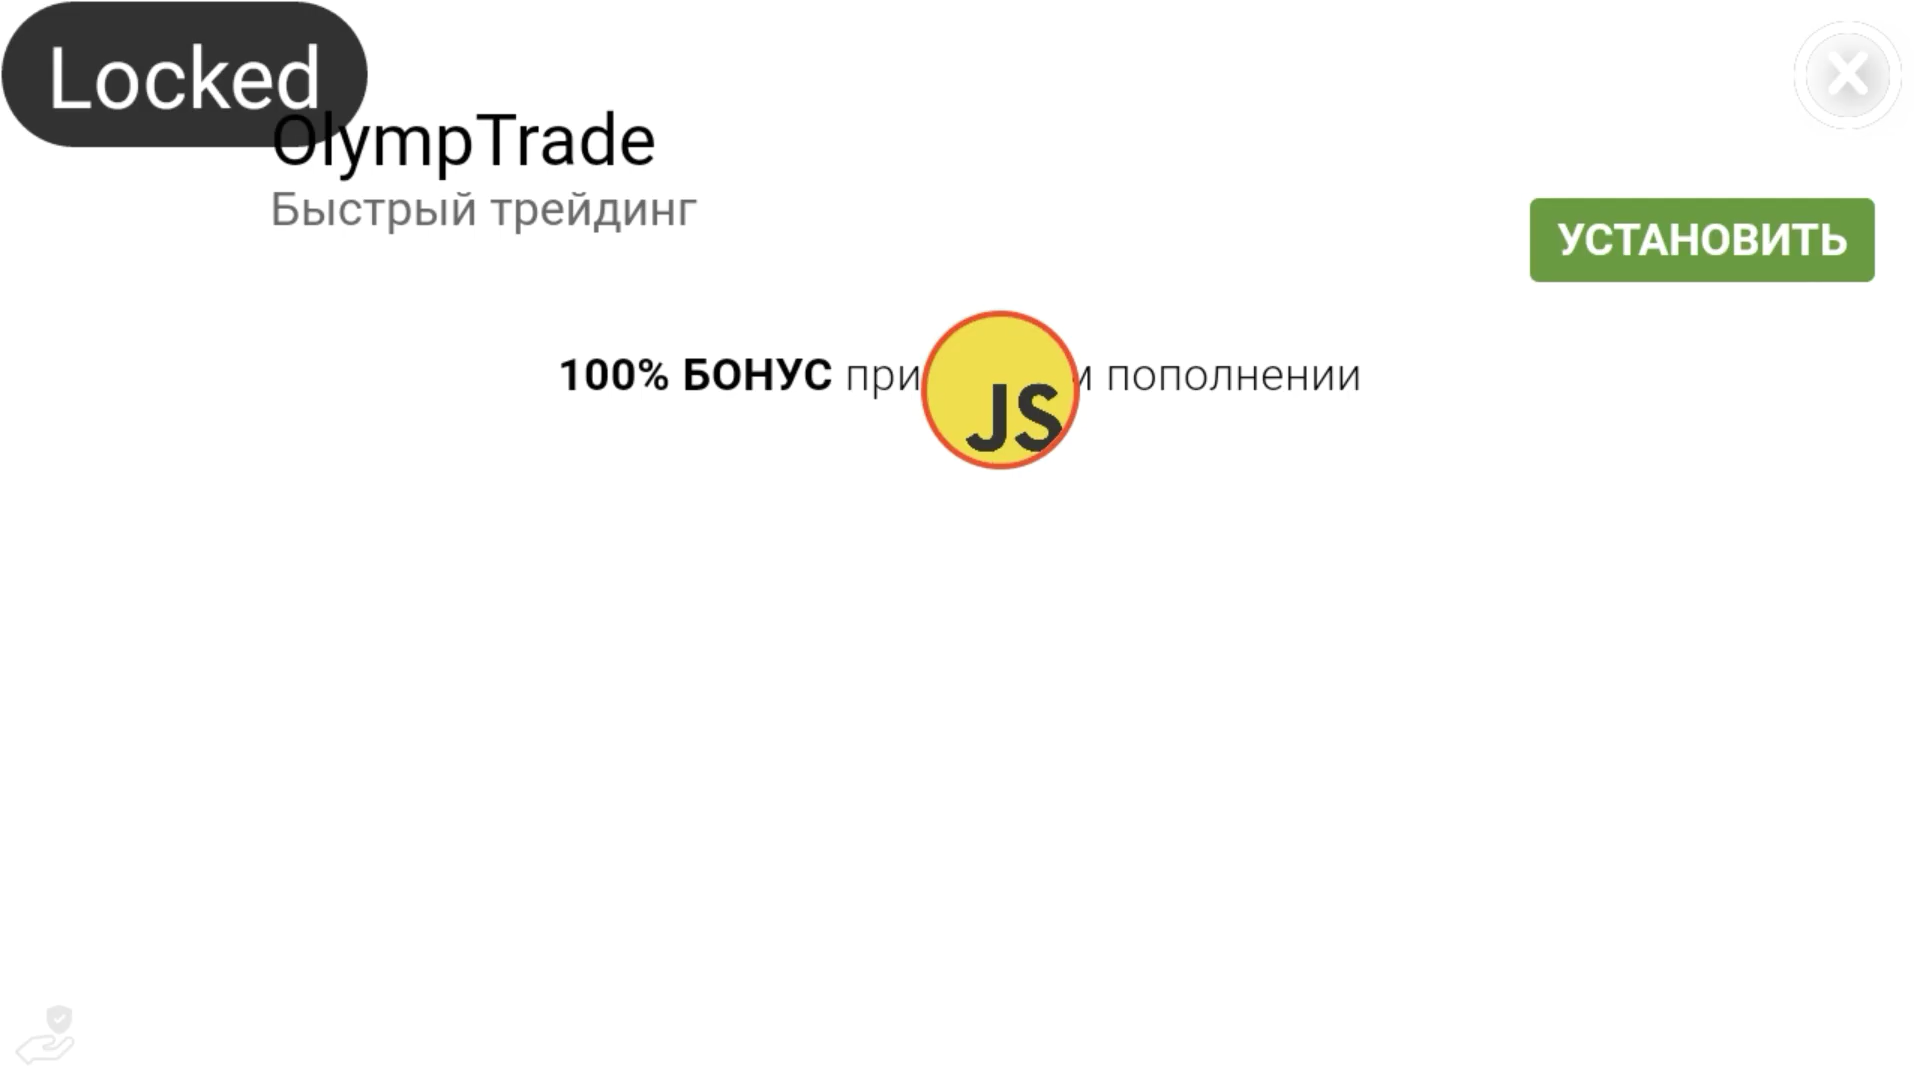 Locked
OlympTrade
Быстрый трейдинг
УСТАНОВИТЬ
100% БОНУС при пополнении
JS